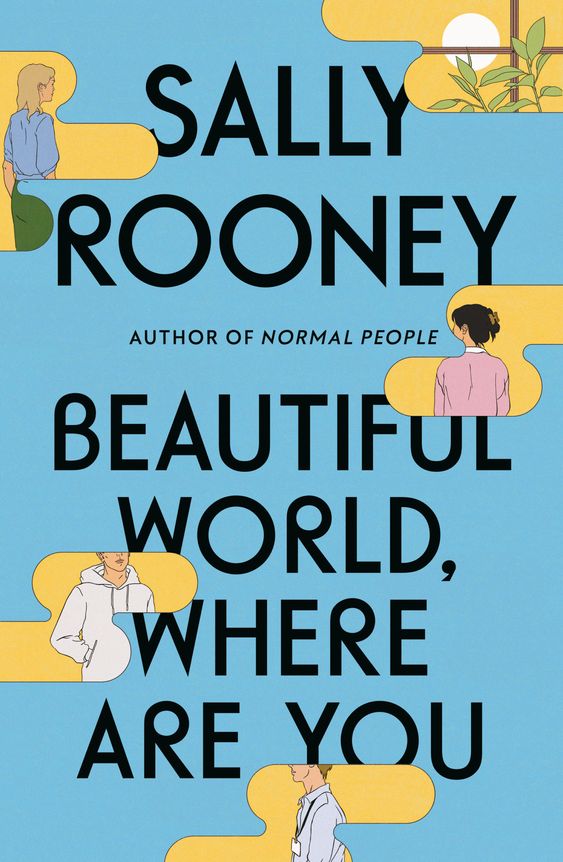 SALLY
ROONEY
AUTHOR OF NORMAL PEOPLE
BEAUTIFUL
WORLD,
WHERE
ARE YOU